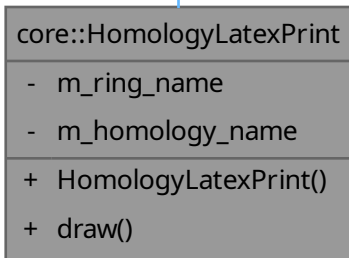 core::HomologyLatexPrint
- m_ring_name
- m_homology_name
+ HomologyLatexPrint()
+ draw()